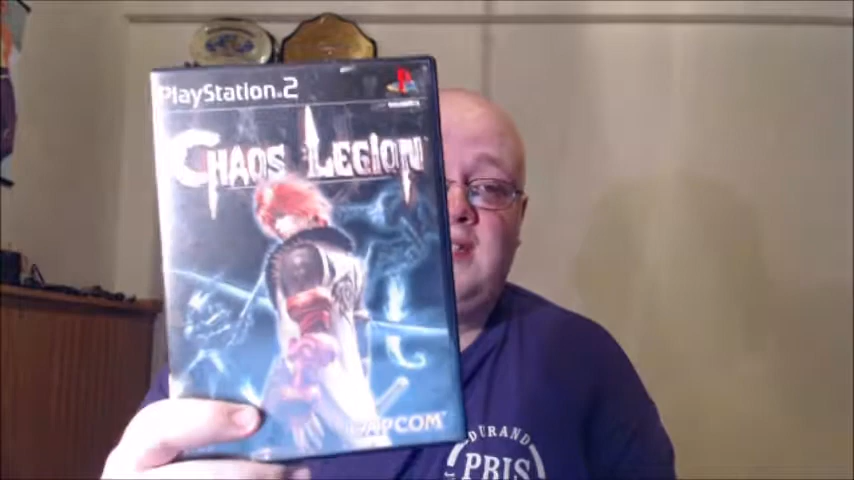 PlayStation.2
CHAOS LEGION
CAPCOM
DURAND
PRIS